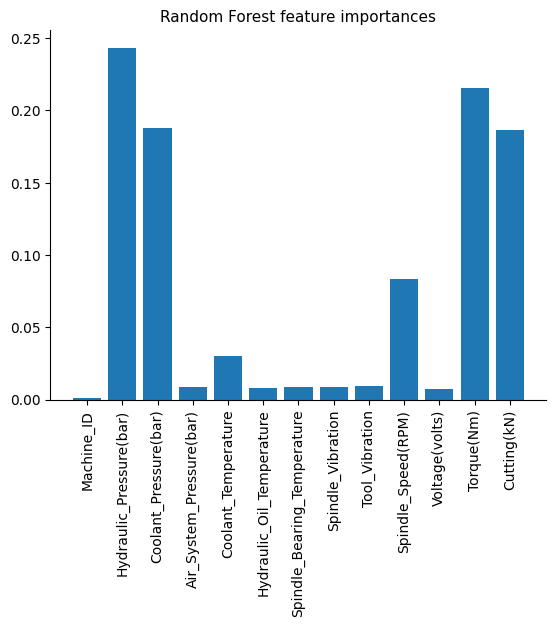 Random Forest feature importances
0.25
0.20
0.15
0.10
0.05
0.00
Machine_ID
Hydraulic_Pressure(bar)
Coolant_Pressure(bar)
Air_System_Pressure(bar)
Coolant_Temperature
Hydraulic_Oil_Temperature
Spindle_Bearing_Temperature
Spindle_Vibration
Tool_Vibration
Spindle_Speed(RPM)
Voltage(volts)
Torque(Nm)
Cutting(kN)